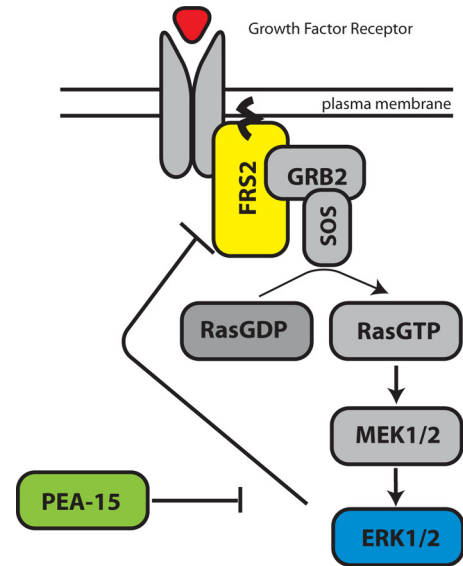 Growth Factor Receptor
plasma membrane
FRS2
GRB2
SOS
RasGDP
RasGTP
MEK1/2
PEA-15
ERK1/2